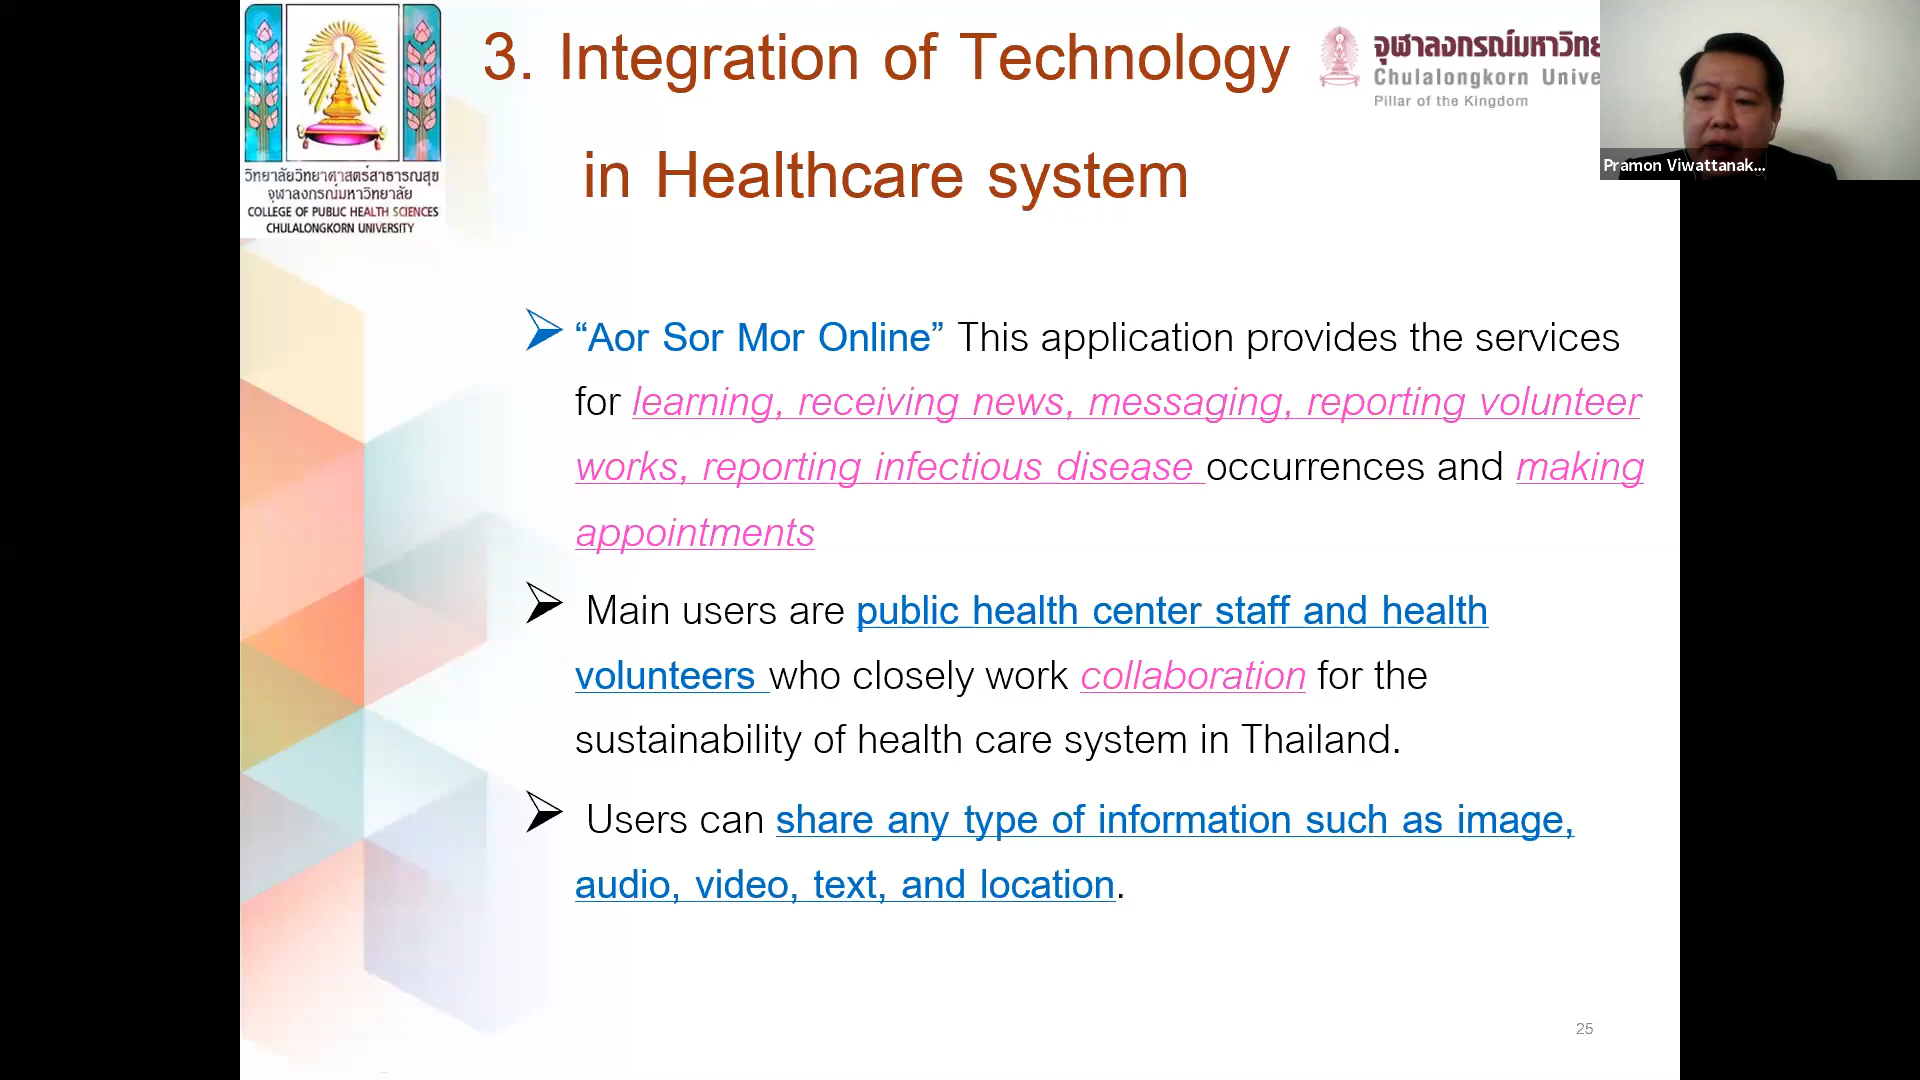 3. Integration of Technology
in Healthcare system
จุฬาลงกรณ์มหาวิทย
Chulalongkorn Unive
Pillar of the Kingdom
Pramon Viwattanak...
วิทยาลัยวิทยาศาสตร์สาธารณสุข
จุฬาลงกรณ์มหาวิทยาลัย
COLLEGE OF PUBLIC HEALTH SCIENCES
CHULALONGKORN UNIVERSITY
“Aor Sor Mor Online” This application provides the services
for learning, receiving news, messaging, reporting volunteer
works, reporting infectious disease occurrences and making
appointments
Main users are public health center staff and health
volunteers who closely work collaboration for the
sustainability of health care system in Thailand.
Users can share any type of information such as image,
audio, video, text, and location.
25